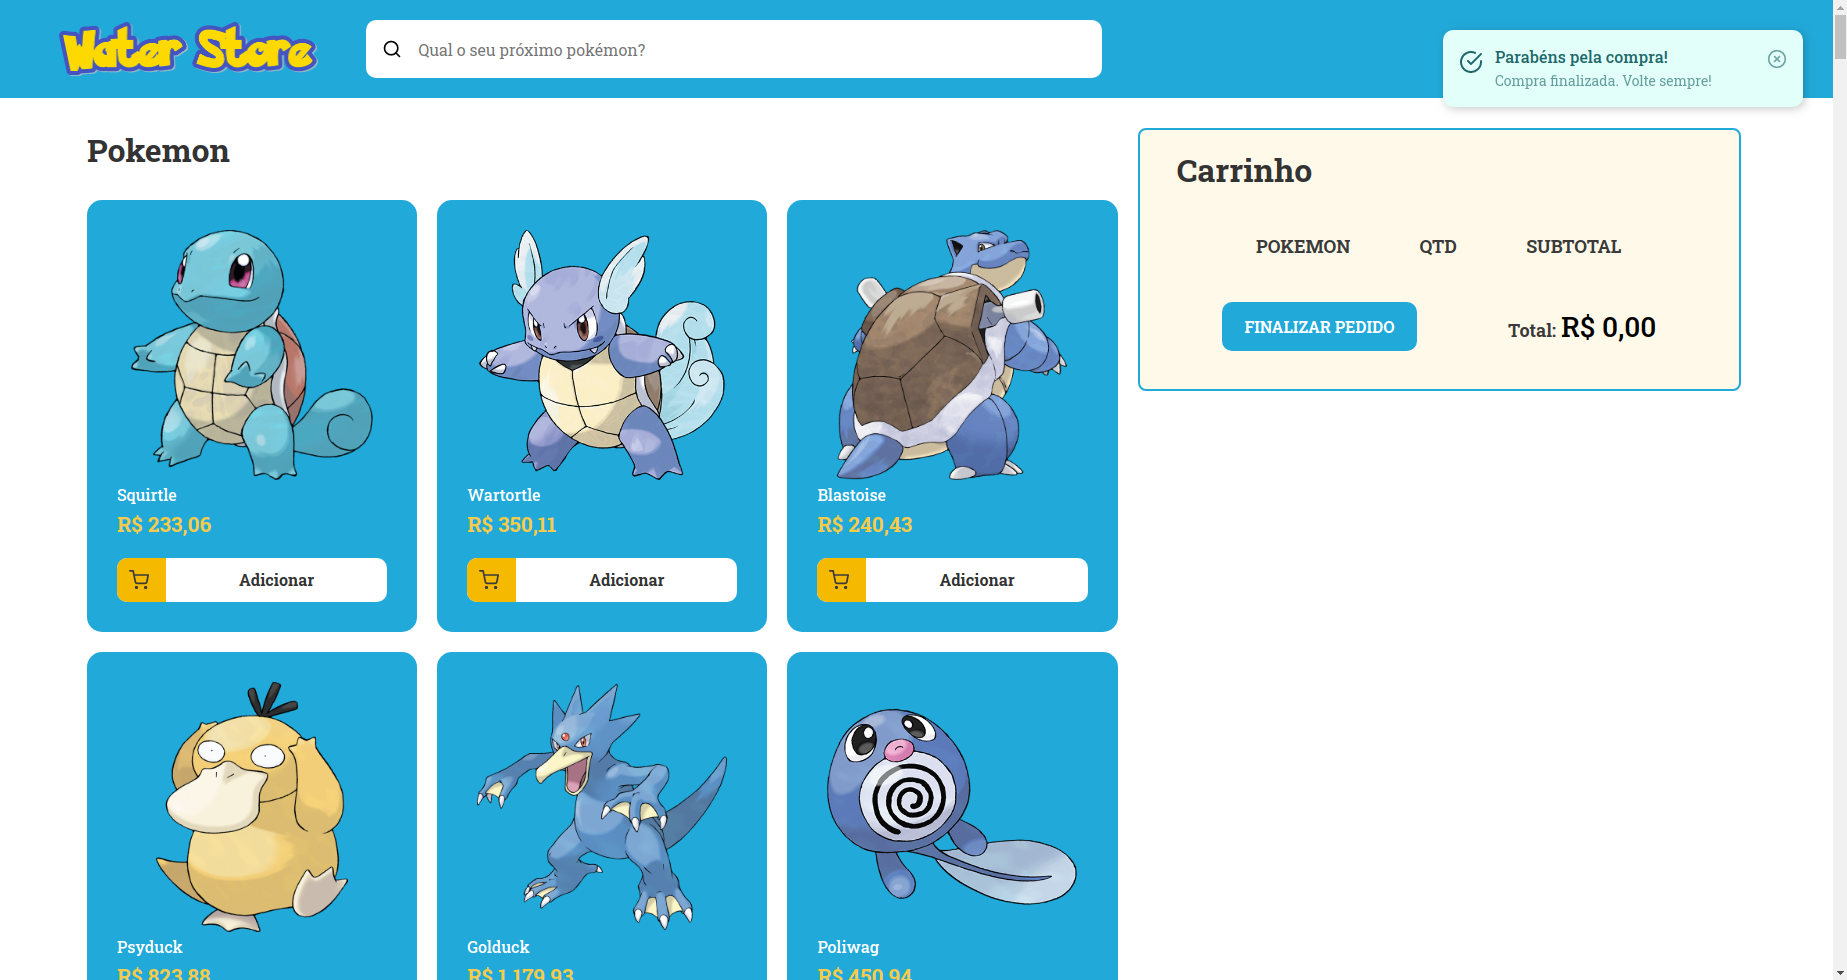 Water Store
Qual o seu próximo pokémon?
Parabéns pela compra!
Compra finalizada. Volte sempre!
Pokemon
Carrinho
POKEMON QTD SUBTOTAL
FINALIZAR PEDIDO Total: R$ 0,00
Squirtle
R$ 233,06
Adicionar
Wartortle
R$ 350,11
Adicionar
Blastoise
R$ 240,43
Adicionar
Psyduck
R$ 823,88
Golduck
R$ 1.179,93
Poliwag
R$ 450,94